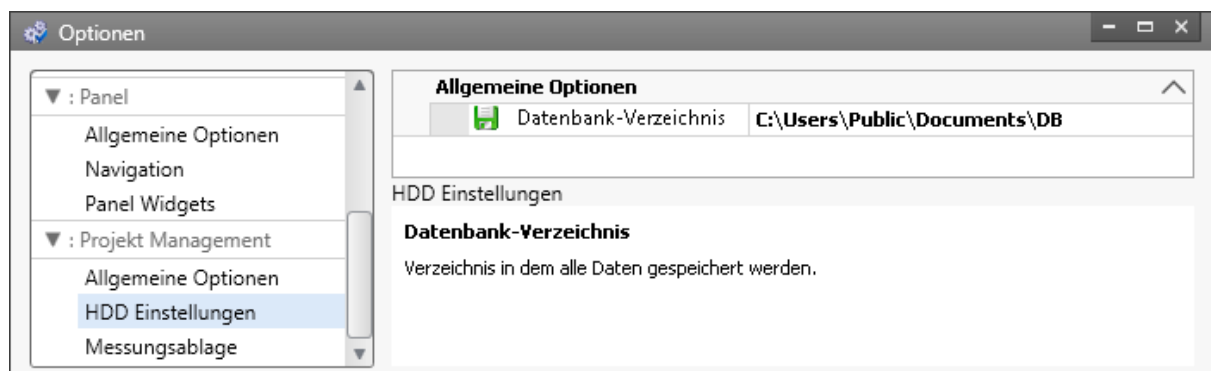 Optionen
: Panel
Allgemeine Optionen
Navigation
Panel Widgets
: Projekt Management
Allgemeine Optionen
HDD Einstellungen
Messungsablage
Allgemeine Optionen
Datenbank-Verzeichnis C:\Users\Public\Documents\DB
HDD Einstellungen
Datenbank-Verzeichnis
Verzeichnis in dem alle Daten gespeichert werden.